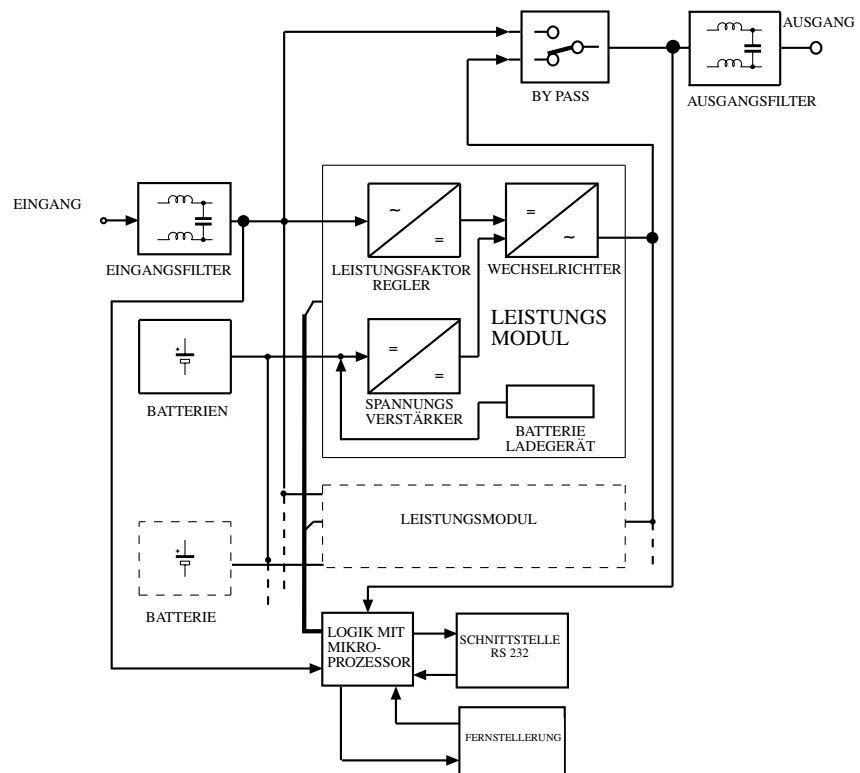 AUSGANG
BY PASS
AUSGANGSFILTER
EINGANG
EINGANGSFILTER
~
=
LEISTUNGSFAKTOR
REGLER
=
~
WECHSELRICHTER
LEISTUNGS
MODUL
+
BATTERIEN
=
=
SPANNUNGS
VERSTÄRKER
BATTERIE
LADEGERÄT
LEISTUNGSMODUL
+
BATTERIE
LOGIK MIT
MIKRO-
PROZESSOR
SCHNITTSTELLE
RS 232
FERNSTELLERUNG